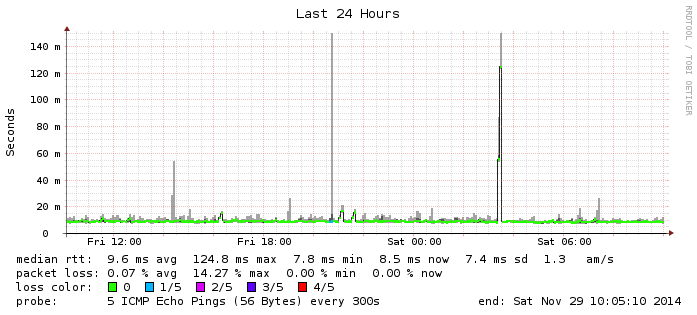 Last 24 Hours
RRDTOOL / TOBI OETIKER
Seconds
140 m
120 m
100 m
80 m
60 m
40 m
20 m
0
Fri 12:00 Fri 18:00 Sat 00:00 Sat 06:00
median rtt: 9.6 ms avg 124.8 ms max 7.8 ms min 8.5 ms now 7.4 ms sd 1.3 am/s
packet loss: 0.07 % avg 14.27 % max 0.00 % min 0.00 % now
loss color: 0 1/5 2/5 3/5 4/5
probe: 5 ICMP Echo Pings (56 Bytes) every 300s end: Sat Nov 29 10:05:10 2014